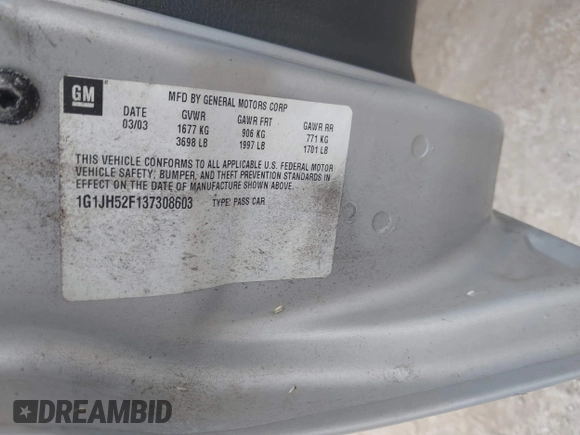 GM
MFD BY GENERAL MOTORS CORP
DATE GVWR GAWR FRT GAWR RR
03/03 1677 KG 906 KG 771 KG
3698 LB 1997 LB 1701 LB
THIS VEHICLE CONFORMS TO ALL APPLICABLE U.S. FEDERAL MOTOR
VEHICLE SAFETY, BUMPER, AND THEFT PREVENTION STANDARDS IN
EFFECT ON THE DATE OF MANUFACTURE SHOWN ABOVE.
1G1JH52F137308603 TYPE: PASS CAR
DREAMBID